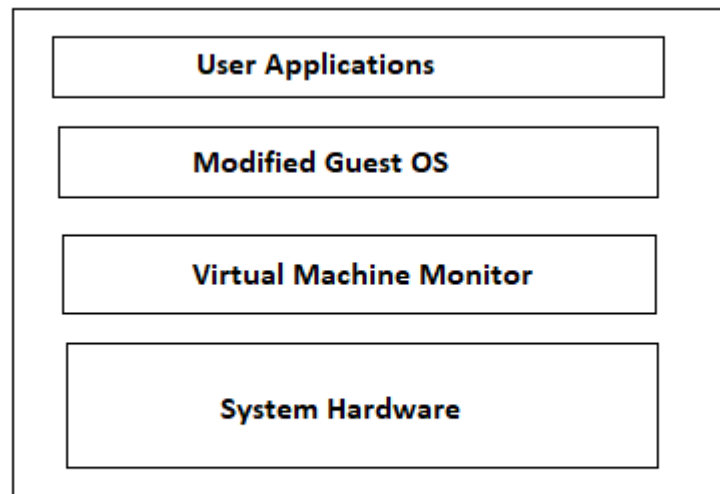 User Applications
Modified Guest OS
Virtual Machine Monitor
System Hardware